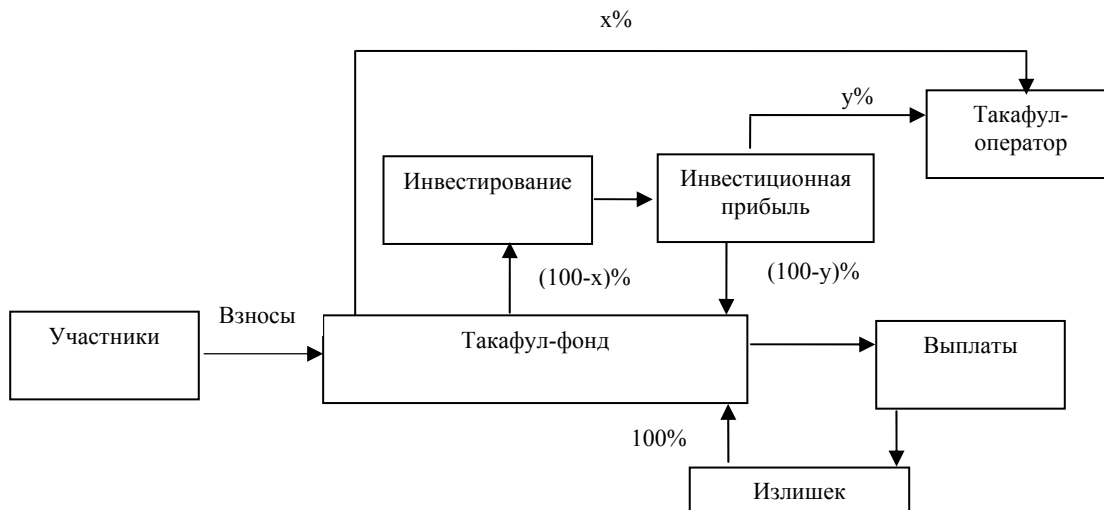 x%
y%
Такафул-
оператор
Инвестирование
Инвестиционная
прибыль
(100-x)%
(100-y)%
Взносы
Участники
Такафул-фонд
Выплаты
100%
Излишек